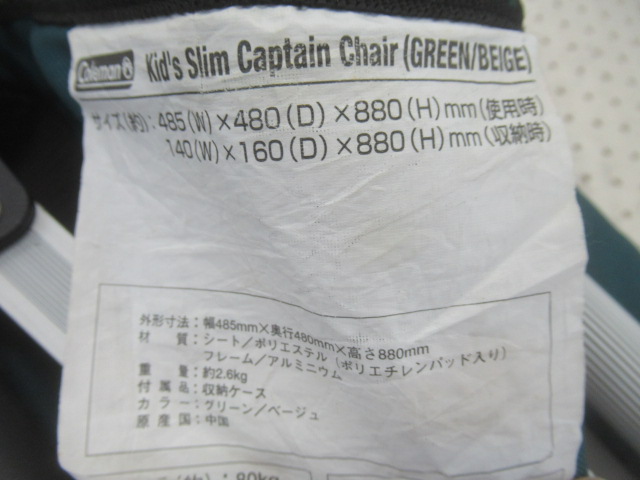 Coleman® Kid's Slim Captain Chair (GREEN/BEIGE)
サイズ(約):485(W)×480(D)×880(H)mm(使用時)
140(W)×160(D)×880(H)mm(収納時)
外形寸法:幅485mm×奥行480mm×高さ880mm
材 質:シート/ポリエステル(ポリエチレンパッド入り)
フレーム/アルミニウム
重 量:約2.6kg
付 属 品:収納ケース
カ ラ ー:グリーン/ベージュ
原 産 国:中国
80kg